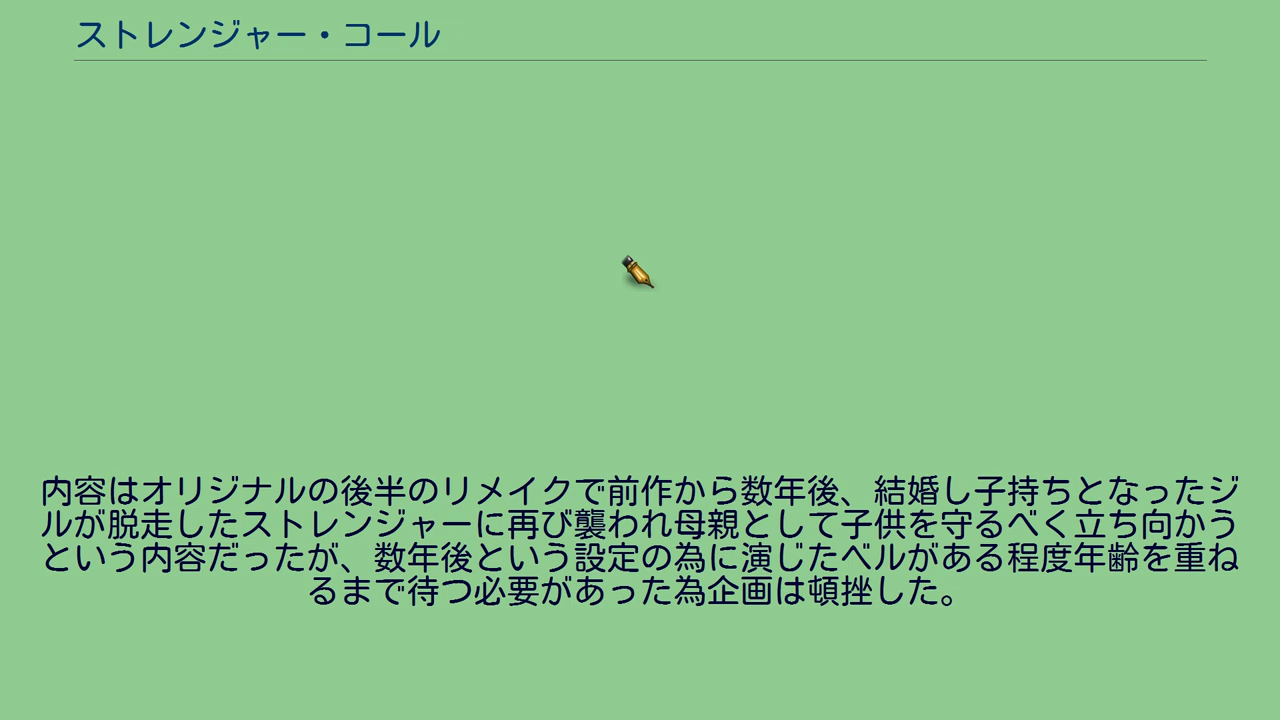 ストレンジャー・コール
内容はオリジナルの後半のリメイクで前作から数年後、結婚し子持ちとなったジ
ルが脱走したストレンジャーに再び襲われ母親として子供を守るべく立ち向かう
という内容だったが、数年後という設定の為に演じたベルがある程度年齢を重ね
るまで待つ必要があった為企画は頓挫した。